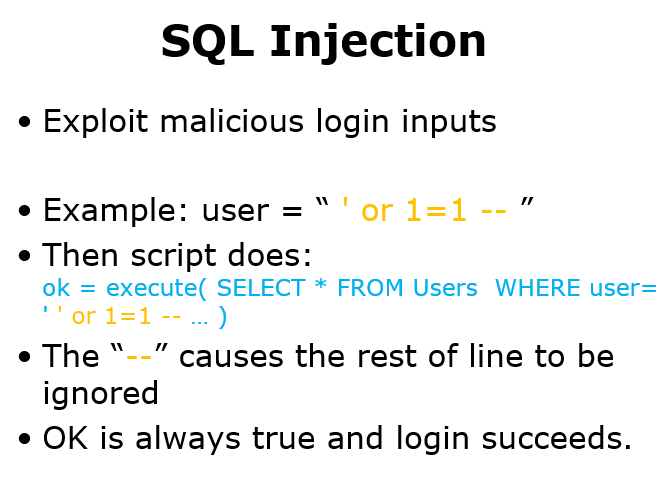 SQL Injection
• Exploit malicious login inputs
• Example: user = “ ' or 1=1 -- ”
• Then script does:
ok = execute( SELECT * FROM Users  WHERE user=
' ' or 1=1 -- … )
• The “--” causes the rest of line to be
ignored
• OK is always true and login succeeds.